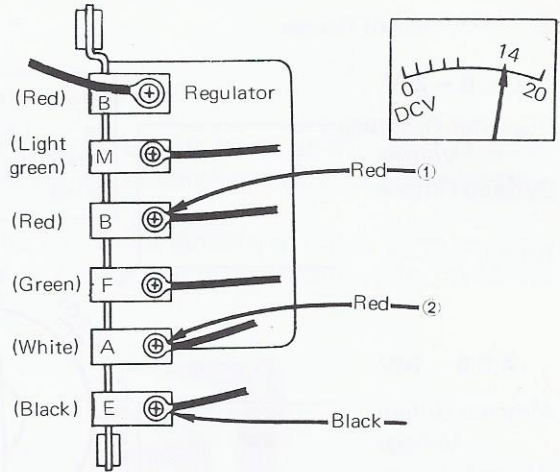 14
0
20
DCV
(Red)
B
Regulator
(Light
green)
M
Red ①
(Red)
B
(Green)
F
Red ②
(White)
A
(Black)
E
Black